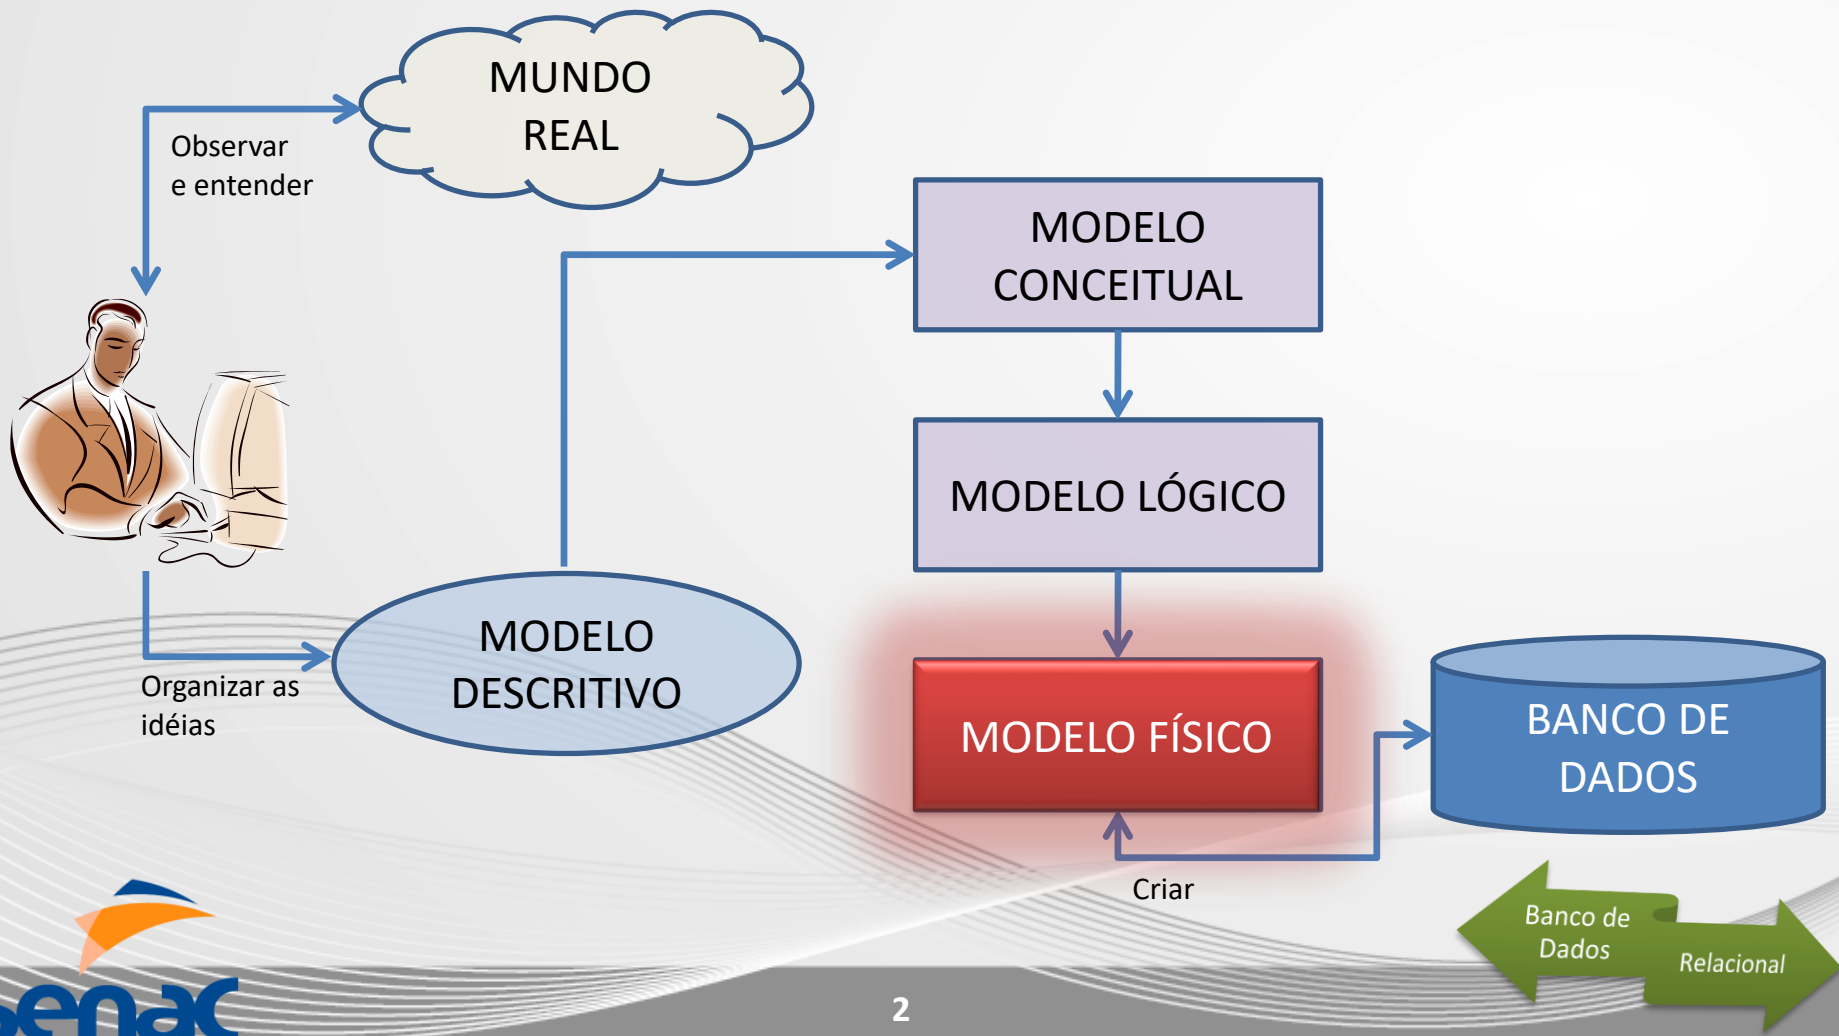 MUNDO
REAL
Observar
e entender
MODELO
CONCEITUAL
MODELO LÓGICO
MODELO
DESCRITIVO
Organizar as
idéias
MODELO FÍSICO
BANCO DE
DADOS
Criar
Banco de
Dados
Relacional
senac
2